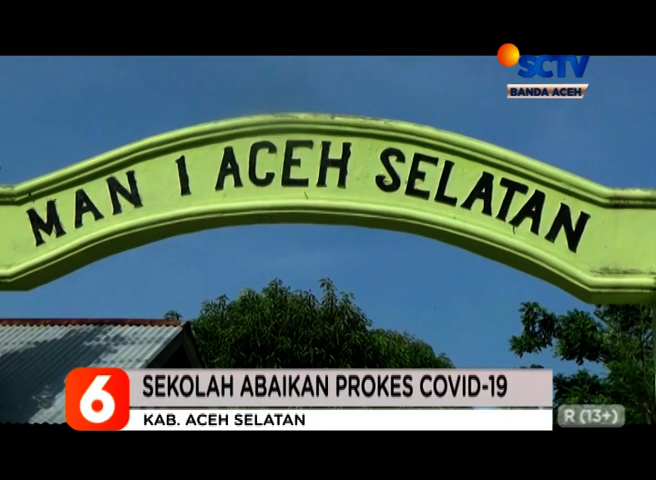 SCTV
BANDA ACEH
MAN 1 ACEH SELATAN
6 SEKOLAH ABAIKAN PROKES COVID-19
KAB. ACEH SELATAN
R (13+)